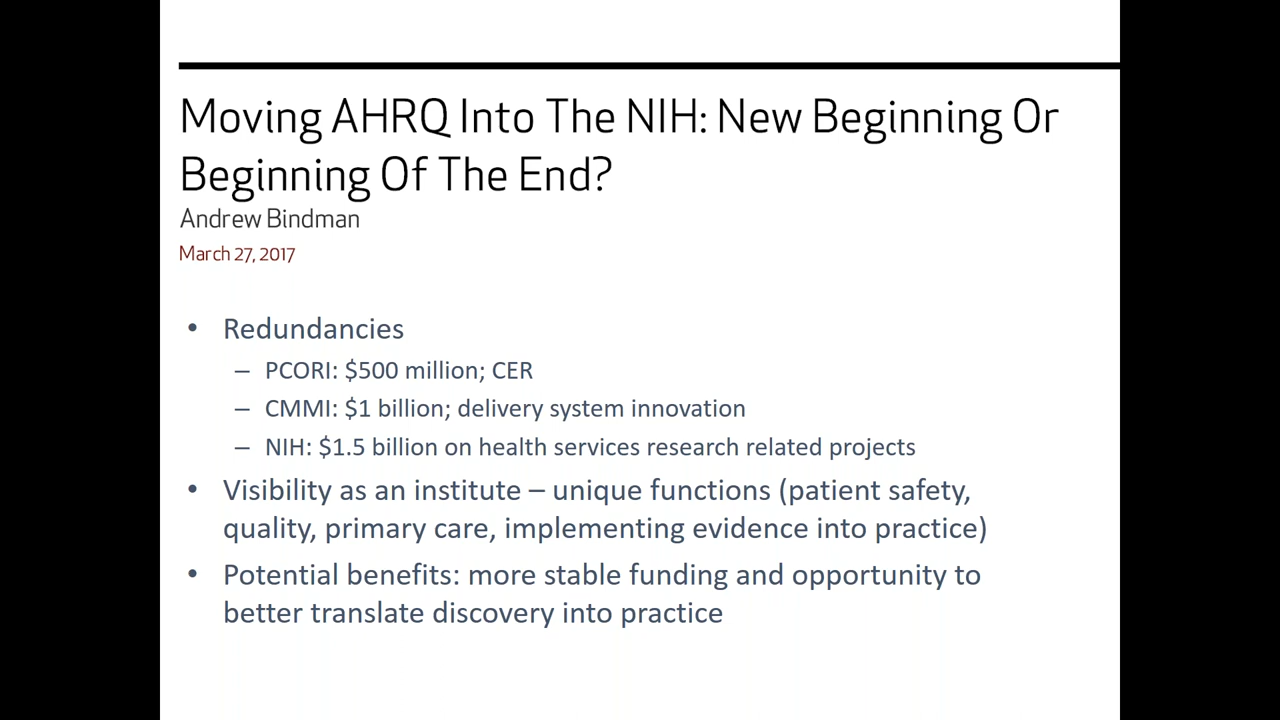 Moving AHRQ Into The NIH: New Beginning Or
Beginning Of The End?
Andrew Bindman
March 27, 2017
• Redundancies
– PCORI: $500 million; CER
– CMMI: $1 billion; delivery system innovation
– NIH: $1.5 billion on health services research related projects
• Visibility as an institute – unique functions (patient safety,
quality, primary care, implementing evidence into practice)
• Potential benefits: more stable funding and opportunity to
better translate discovery into practice